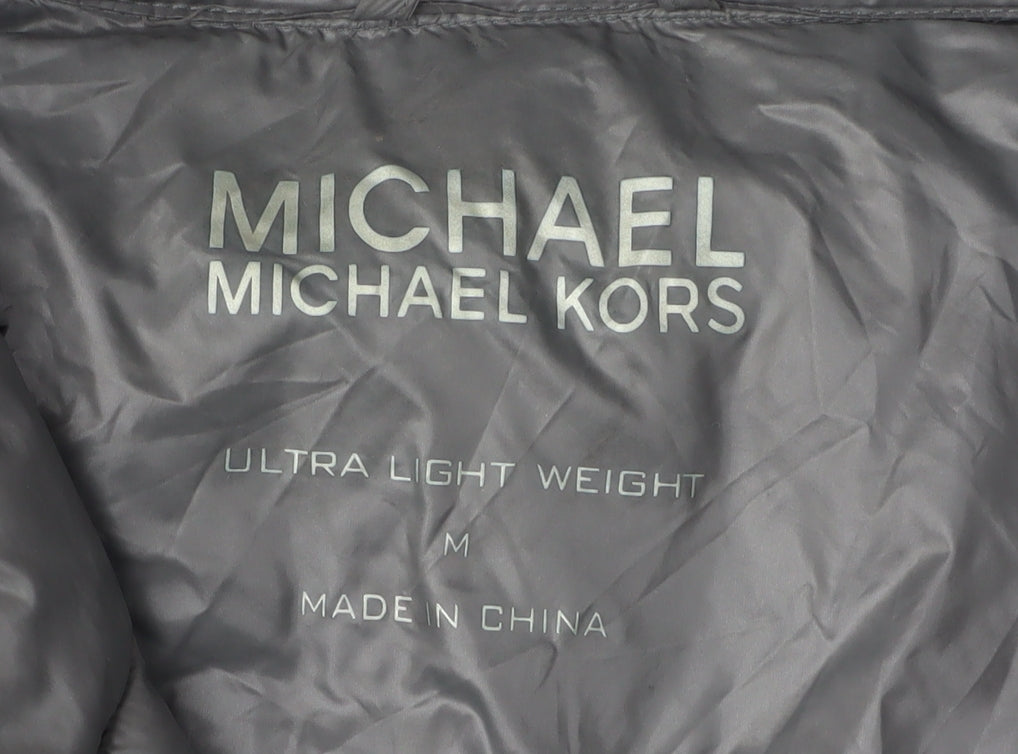 MICHAEL
MICHAEL KORS
ULTRA LIGHT WEIGHT
M
MADE IN CHINA